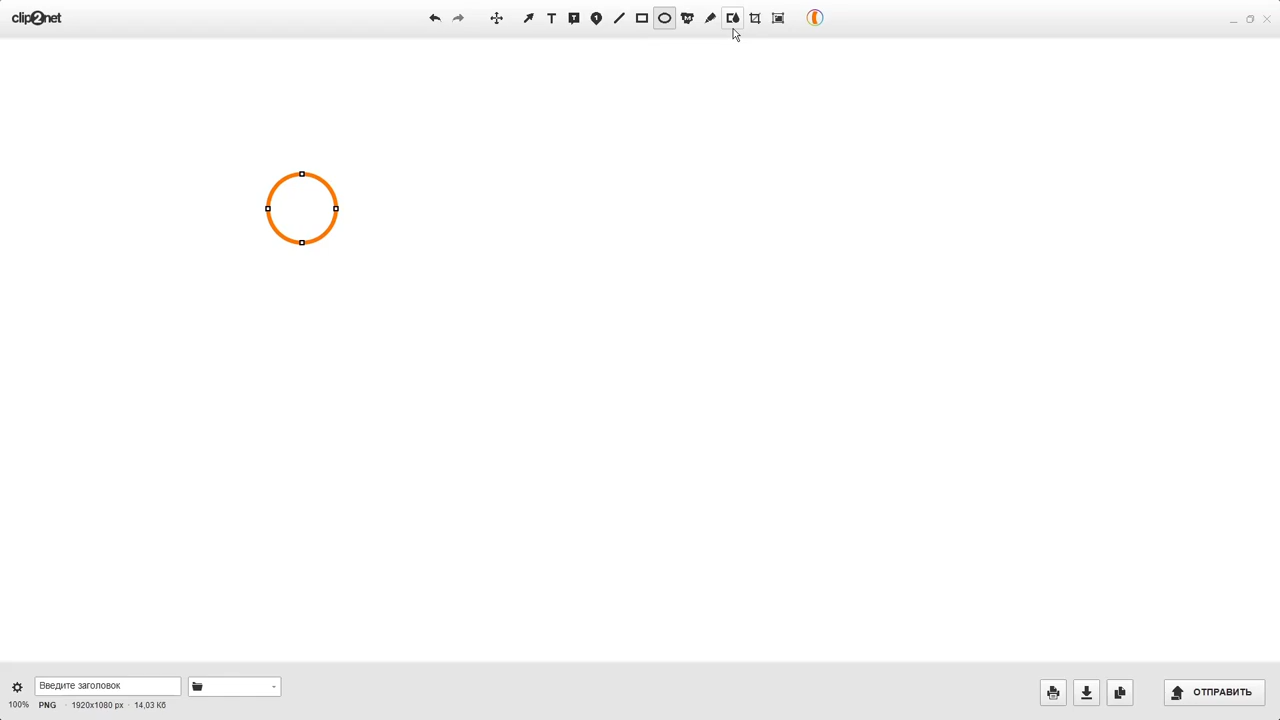 clip2net
Введите заголовок
100% PNG · 1920x1080 px · 14,03 Кб
ОТПРАВИТЬ